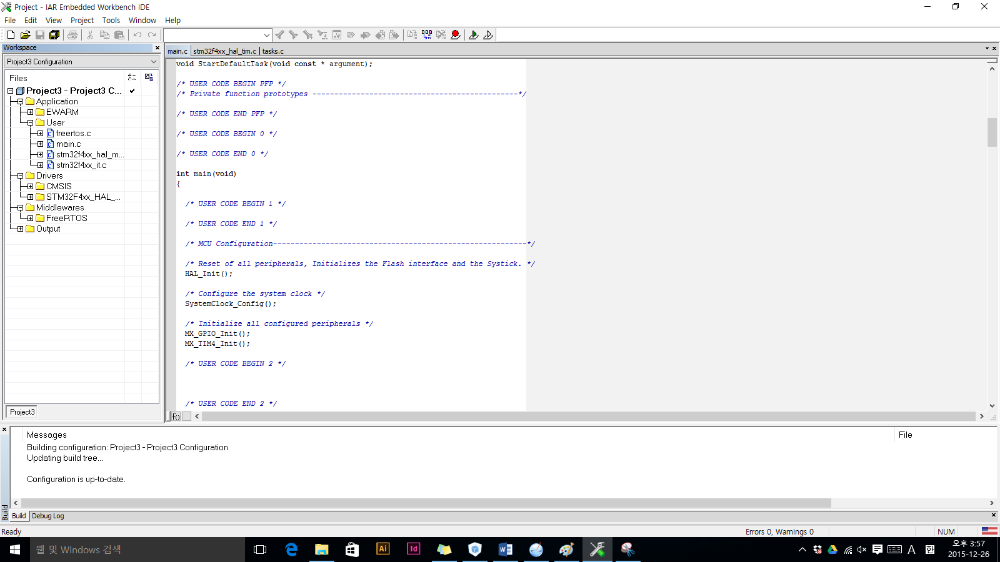 Project - IAR Embedded Workbench IDE
File Edit View Project Tools Window Help
Workspace
Project3 Configuration
Files
Project3 - Project3 C...
Application
EWARM
User
freertos.c
main.c
stm32f4xx_hal_m...
stm32f4xx_it.c
Drivers
CMSIS
STM32F4xx_HAL_...
Middlewares
FreeRTOS
Output
Project3
main.c stm32f4xx_hal_tim.c tasks.c
void StartDefaultTask(void const * argument);
/* USER CODE BEGIN PFP */
/* Private function prototypes -----------------------------------------------*/
/* USER CODE END PFP */
/* USER CODE BEGIN 0 */
/* USER CODE END 0 */
int main(void)
{
/* USER CODE BEGIN 1 */
/* USER CODE END 1 */
/* MCU Configuration----------------------------------------------------------*/
/* Reset of all peripherals, Initializes the Flash interface and the Systick. */
HAL_Init();
/* Configure the system clock */
SystemClock_Config();
/* Initialize all configured peripherals */
MX_GPIO_Init();
MX_TIM4_Init();
/* USER CODE BEGIN 2 */
/* USER CODE END 2 */
f()
Messages File
Building configuration: Project3 - Project3 Configuration
Updating build tree...
Configuration is up-to-date.
Build
Build Debug Log
Ready Errors 0, Warnings 0 NUM
웹 및 Windows 검색
Ai Id A
오후 3:57
2015-12-26